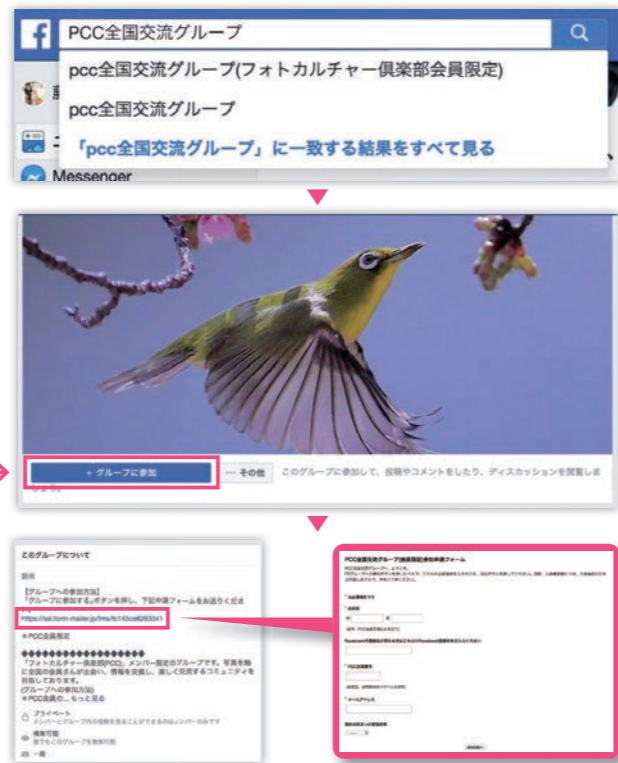 PCC全国交流グループ
pcc全国交流グループ(フォトカルチャー倶楽部会員限定)
pcc全国交流グループ
「pcc全国交流グループ」に一致する結果をすべて見る
Messenger
+ グループに参加
… その他
このグループに参加して、投稿やコメントをしたり、ディスカッションを閲覧しま
しょう。
このグループについて
説明
【グループへの参加方法】
「グループに参加する」ボタンを押し、下記申請フォームをお送りくださ
＊PCC会員限定
◆◆◆◆◆◆◆◆◆◆◆◆◆◆◆◆◆◆
「フォトカルチャー倶楽部(PCC)」メンバー限定のグループです。写真を軸
に全国の会員さんが出会い、情報を交換し、楽しく交流するコミュニティを
目指しております。
(グループへの参加方法)
＊PCC会員の... もっと見る
プライベート
メンバーとグループ内の投稿を見ることができるのはメンバーのみです
検索可能
誰でもこのグループを検索可能
一般
PCC全国交流グループ(会員限定)参加申請フォーム
* PCC会員番号
* メールアドレス